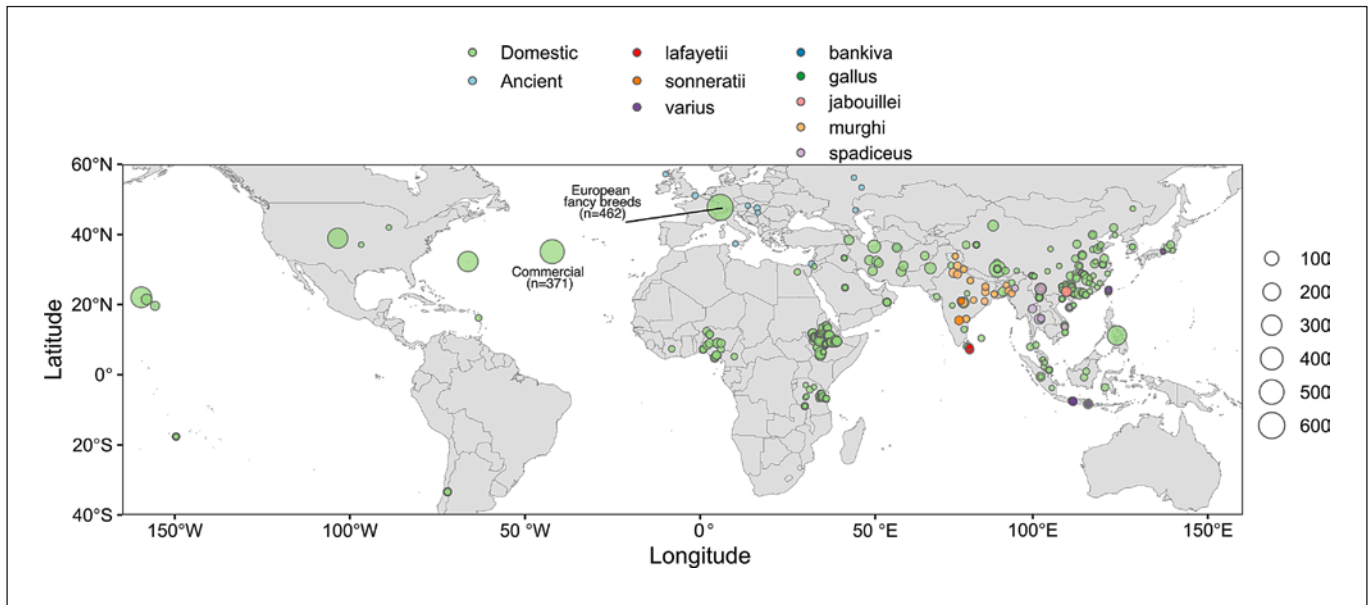 Domestic
Ancient
lafayetii
sonneratii
varius
bankiva
gallus
jabouillei
murghi
spadiceus
60°N
40°N
20°N
0°
20°S
40°S
Latitude
European
fancy breeds
(n=462)
Commercial
(n=371)
100
200
300
400
500
600
150°W
100°W
50°W
0°
50°E
100°E
150°E
Longitude